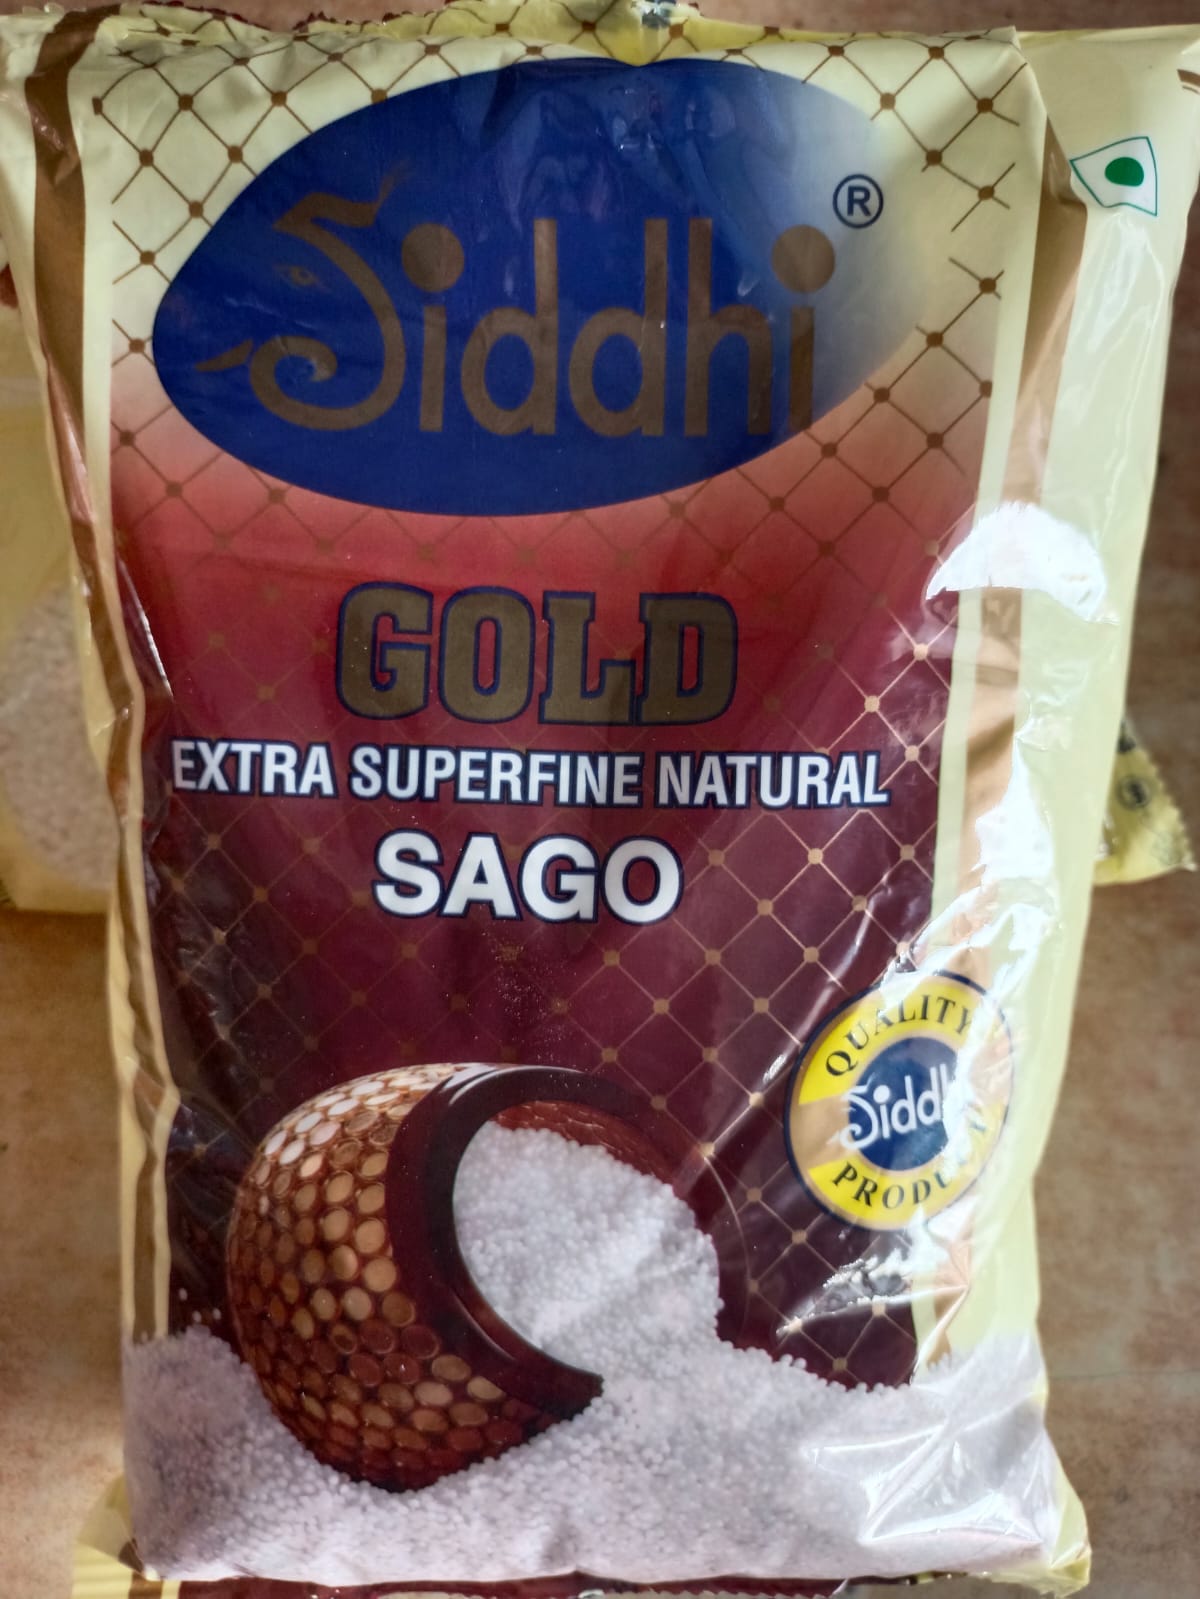 Siddhi®
GOLD
EXTRA SUPERFINE NATURAL
SAGO
QUALITY
Siddhi
PRODUCT